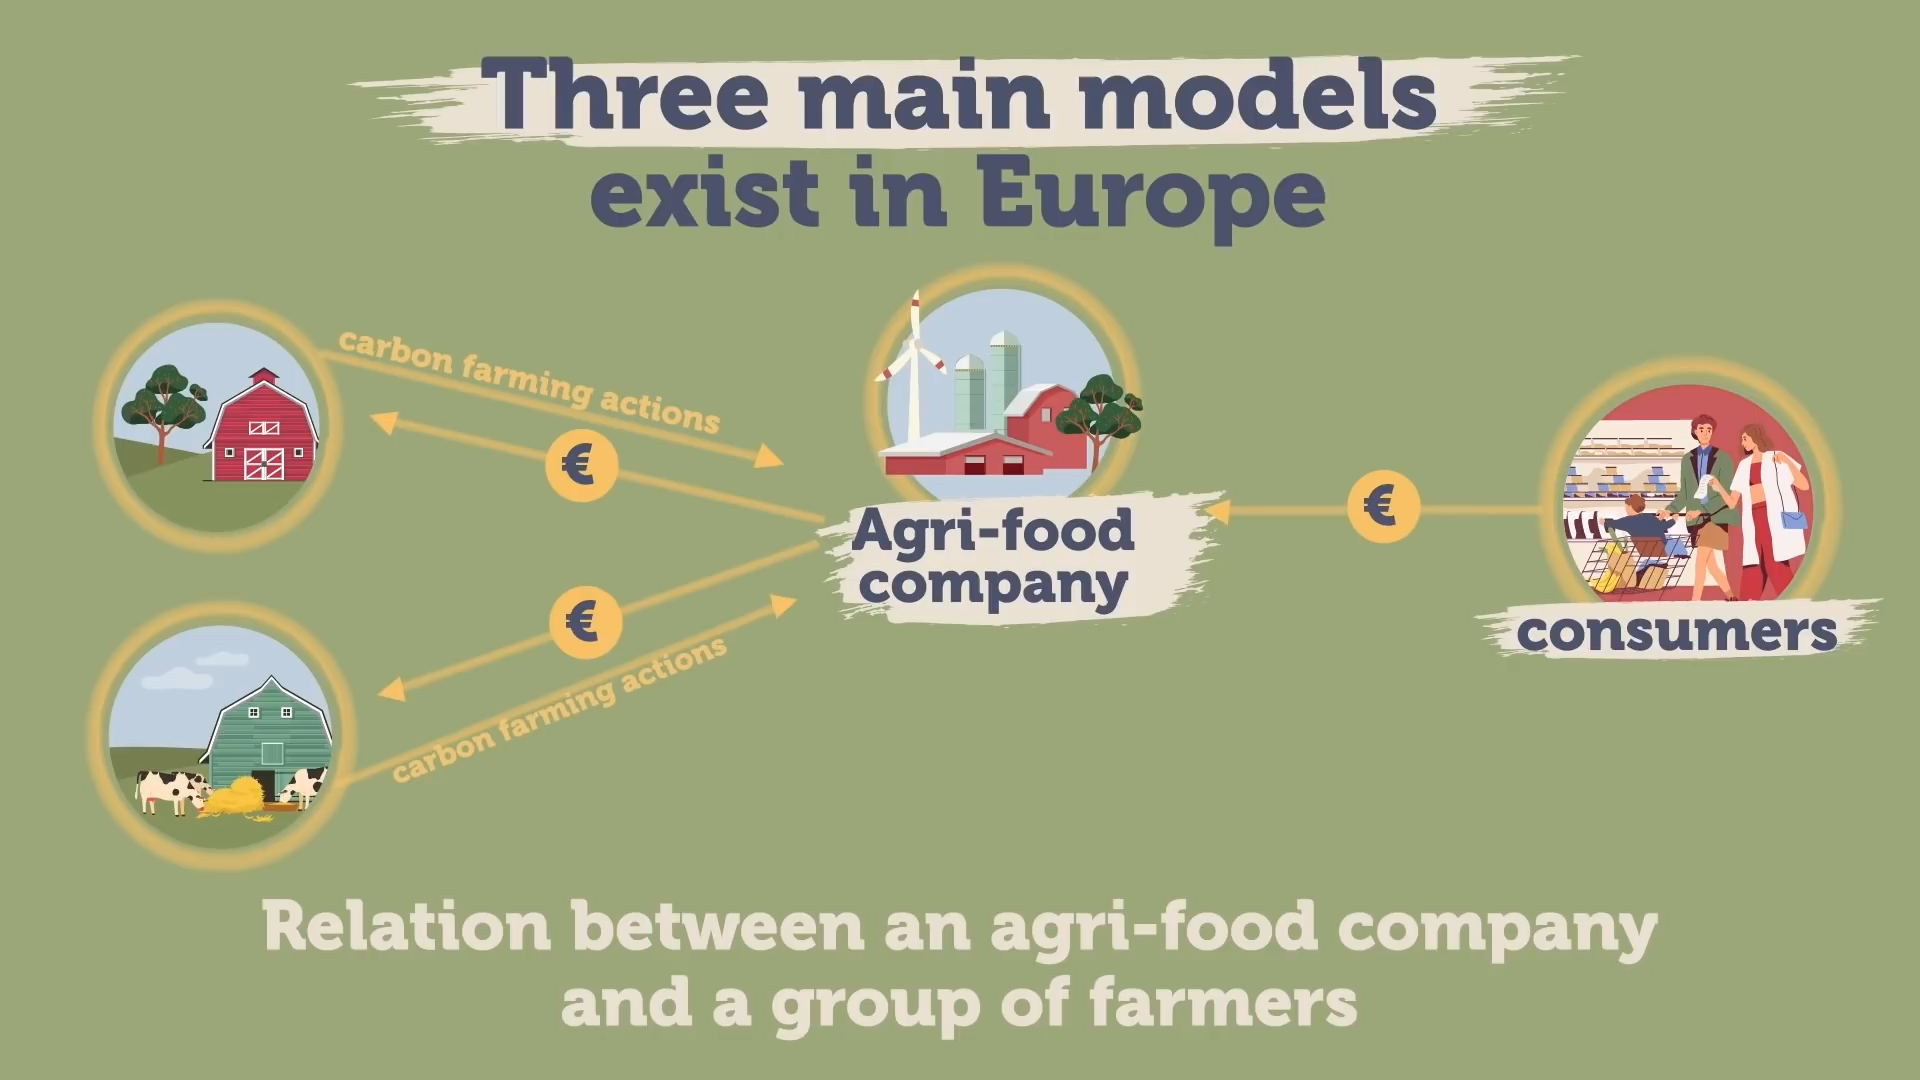 Three main models
exist in Europe
carbon farming actions
€
Agri-food
company
€
consumers
€
carbon farming actions
Relation between an agri-food company
and a group of farmers